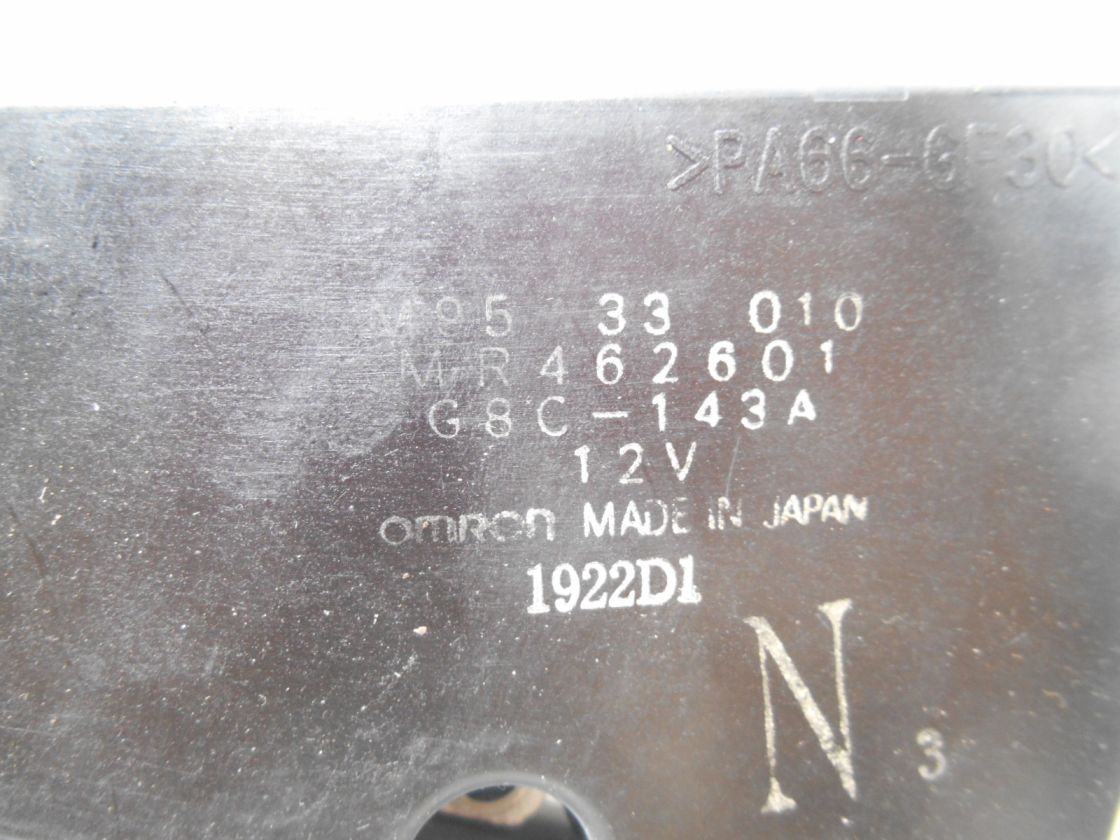 >PA66-GF30<
M95 33 010
MR462601
G8C-143A
12V
omron MADE IN JAPAN
1922D1
N
3